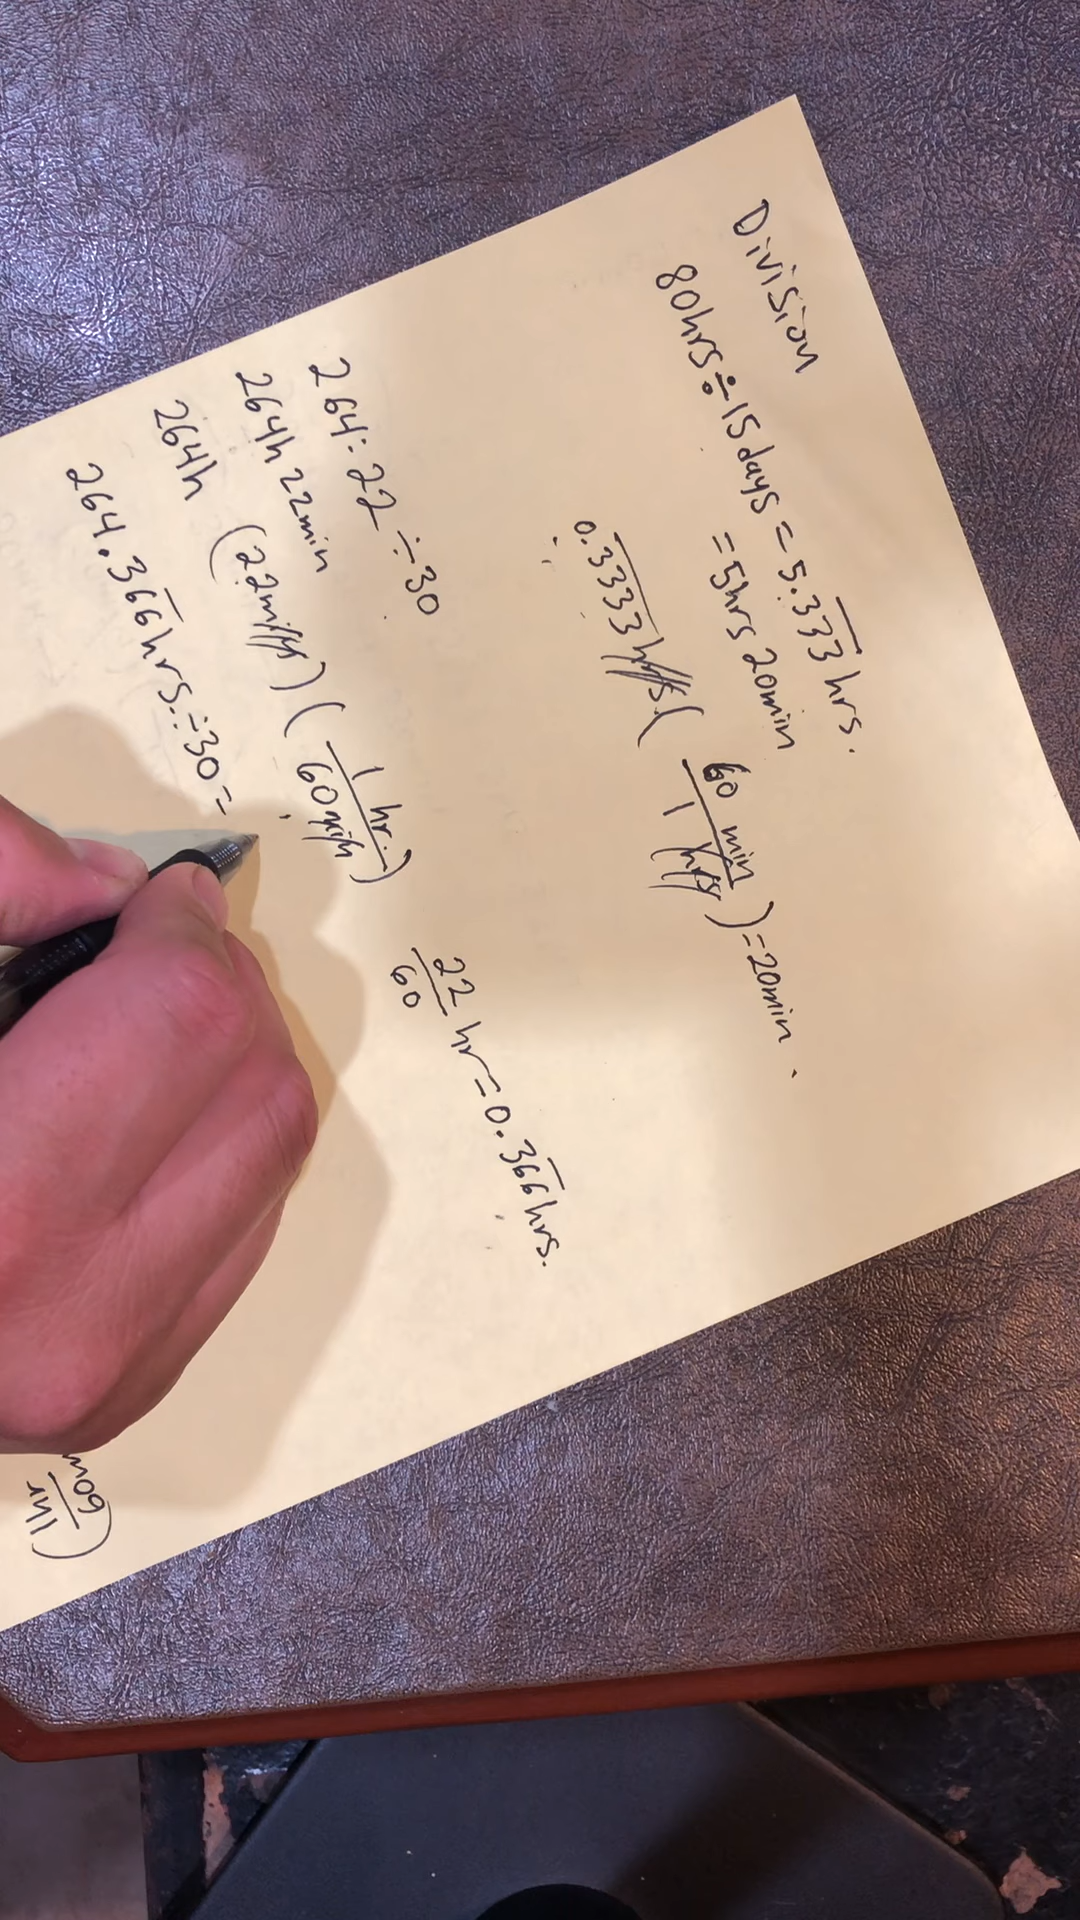 Division
80hrs ÷ 15 days = 5.333 hrs.
= 5hrs 20min
0.3333 hrs. ( 60 min / 1 hrs ) = 20min.
264:22 ÷ 30
264h 22min
264h (22min) ( 1 hr. / 60 min ) 22/60 hr = 0.366 hrs.
264.366 hrs. ÷ 30 =
( 1hr / 60m